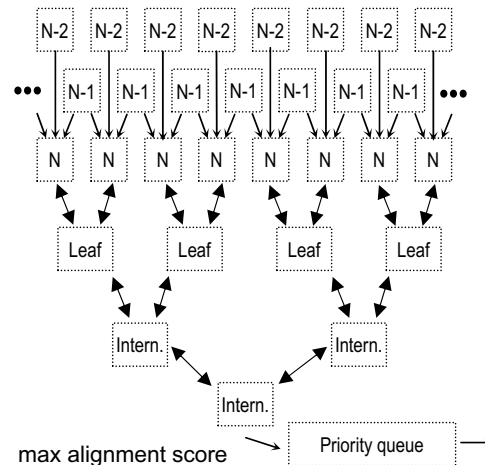 N-2 N-2 N-2 N-2 N-2 N-2 N-2 N-2
••• N-1 N-1 N-1 N-1 N-1 N-1 N-1 •••
N N N N N N N N
Leaf Leaf Leaf Leaf
Intern. Intern.
Intern.
max alignment score Priority queue